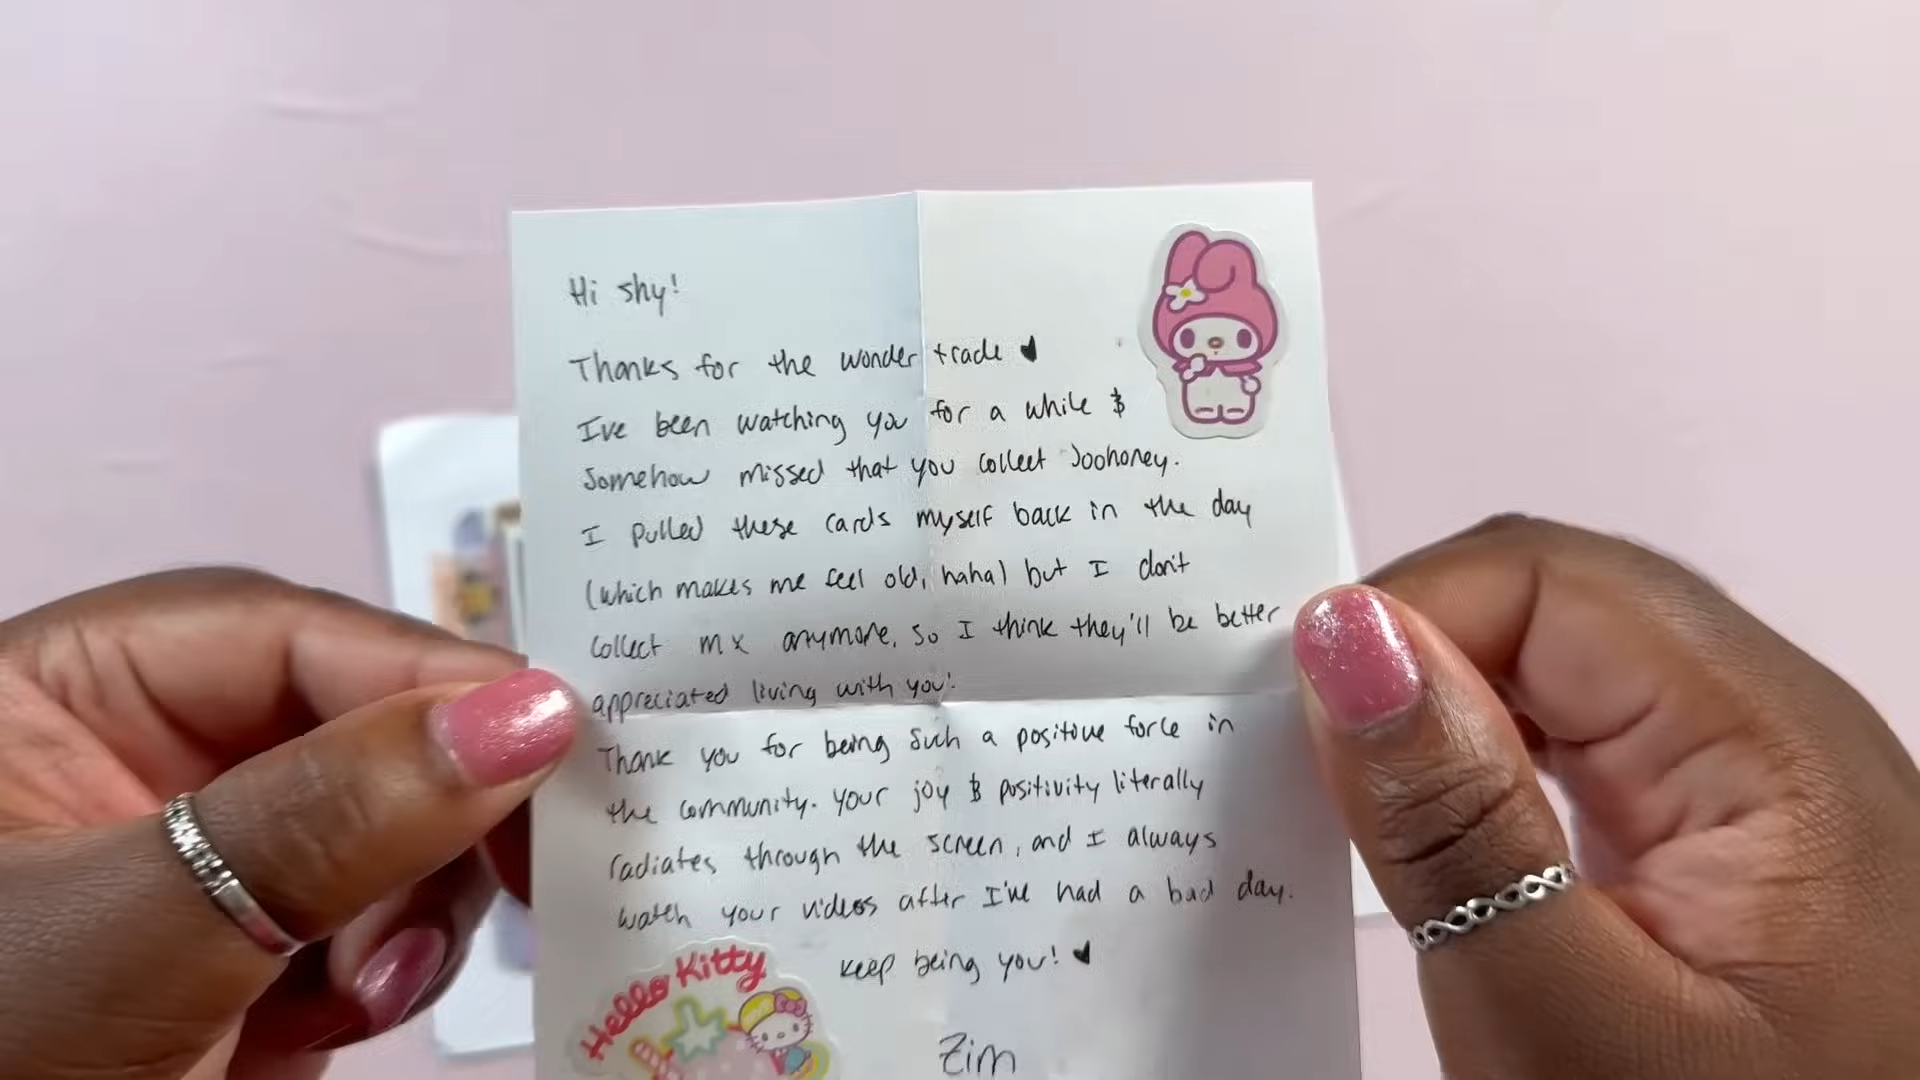 Hi shy!
Thanks for the wonder trade ♥
I've been watching you for a while &
Somehow missed that you collect Joohoney.
I pulled these cards myself back in the day
(which makes me feel old, haha) but I don't
collect mx anymore, so I think they'll be better
appreciated living with you!
Thank you for being such a positive force in
the community. Your joy & positivity literally
radiates through the screen, and I always
watch your videos after I've had a bad day.
keep being you! ♥
Hello Kitty
Zim